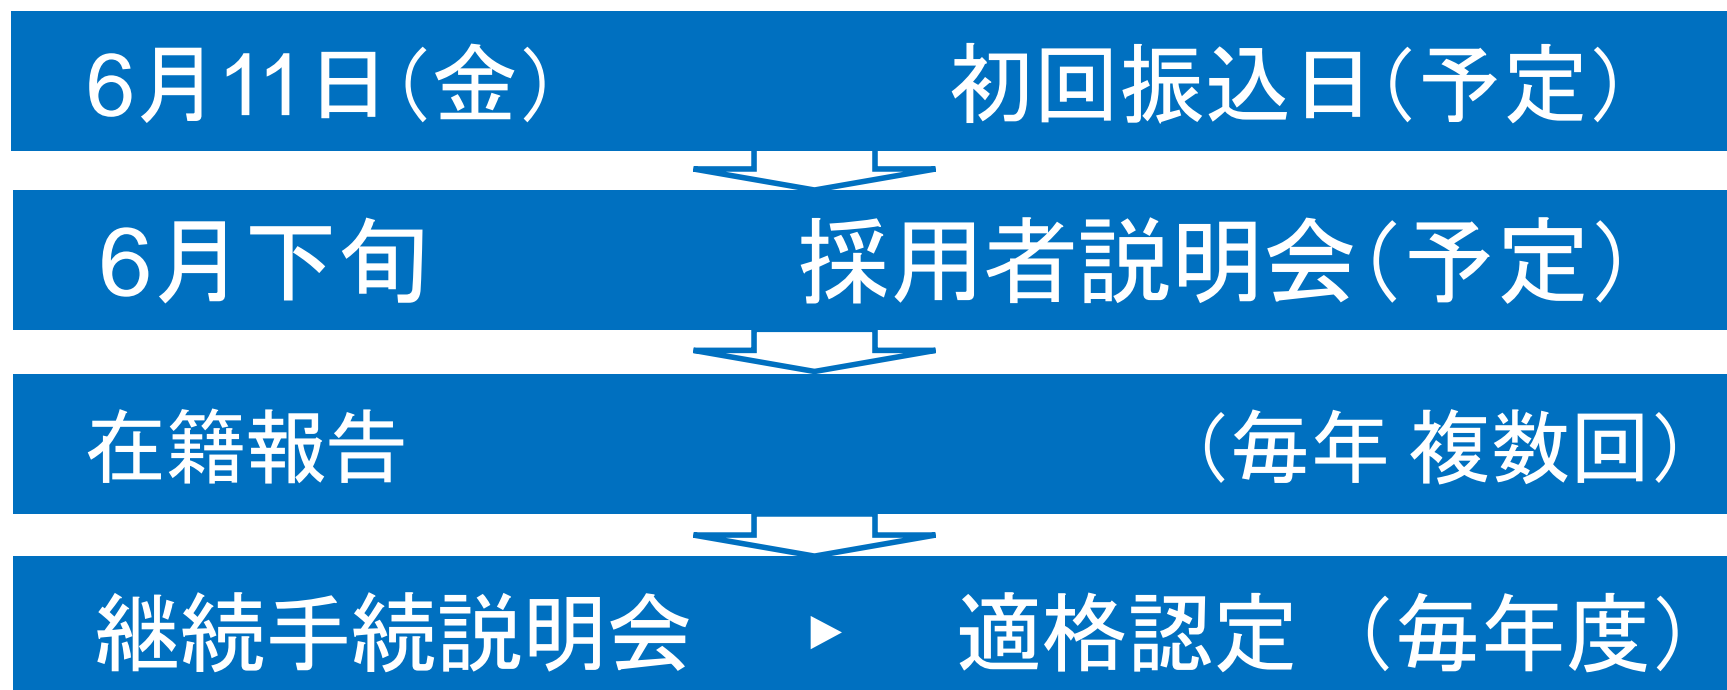 6月11日（金） 初回振込日（予定）
6月下旬 採用者説明会（予定）
在籍報告 （毎年 複数回）
継続手続説明会 ▶ 適格認定 （毎年度）